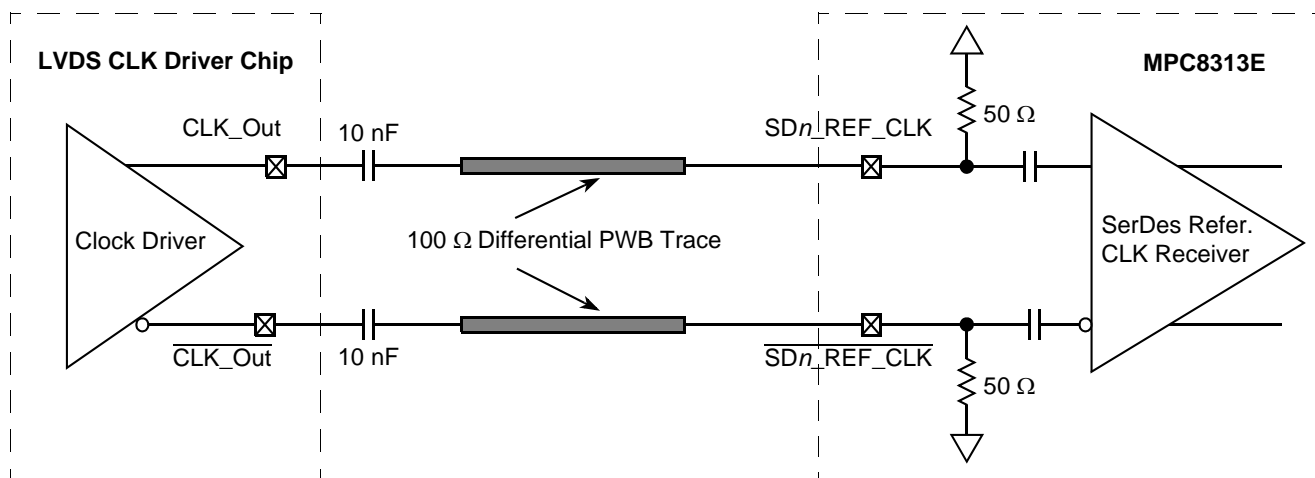 LVDS CLK Driver Chip
MPC8313E
CLK_Out
10 nF
SDn_REF_CLK
50 Ω
Clock Driver
100 Ω Differential PWB Trace
SerDes Refer.
CLK Receiver
CLK_Out
10 nF
SDn_REF_CLK
50 Ω